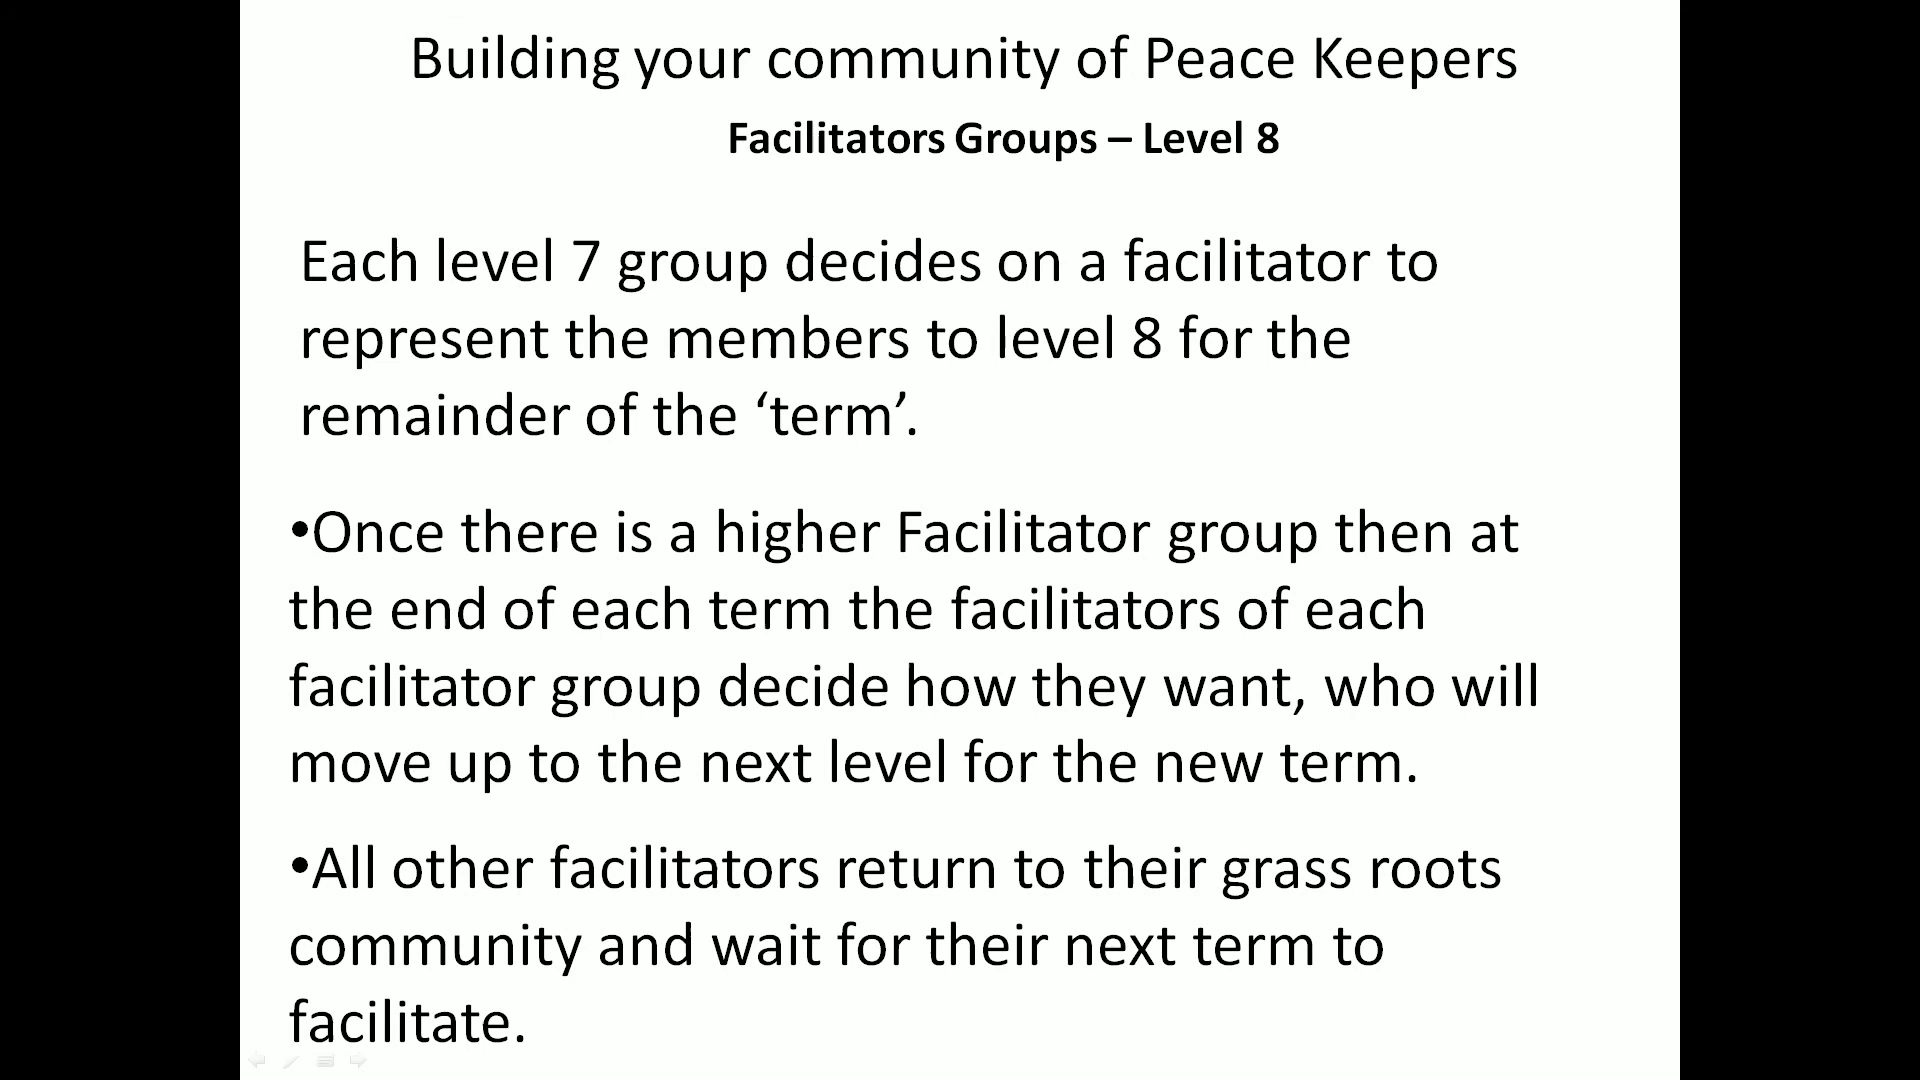 Building your community of Peace Keepers
Facilitators Groups – Level 8
Each level 7 group decides on a facilitator to
represent the members to level 8 for the
remainder of the ‘term’.
•Once there is a higher Facilitator group then at
the end of each term the facilitators of each
facilitator group decide how they want, who will
move up to the next level for the new term.
•All other facilitators return to their grass roots
community and wait for their next term to
facilitate.